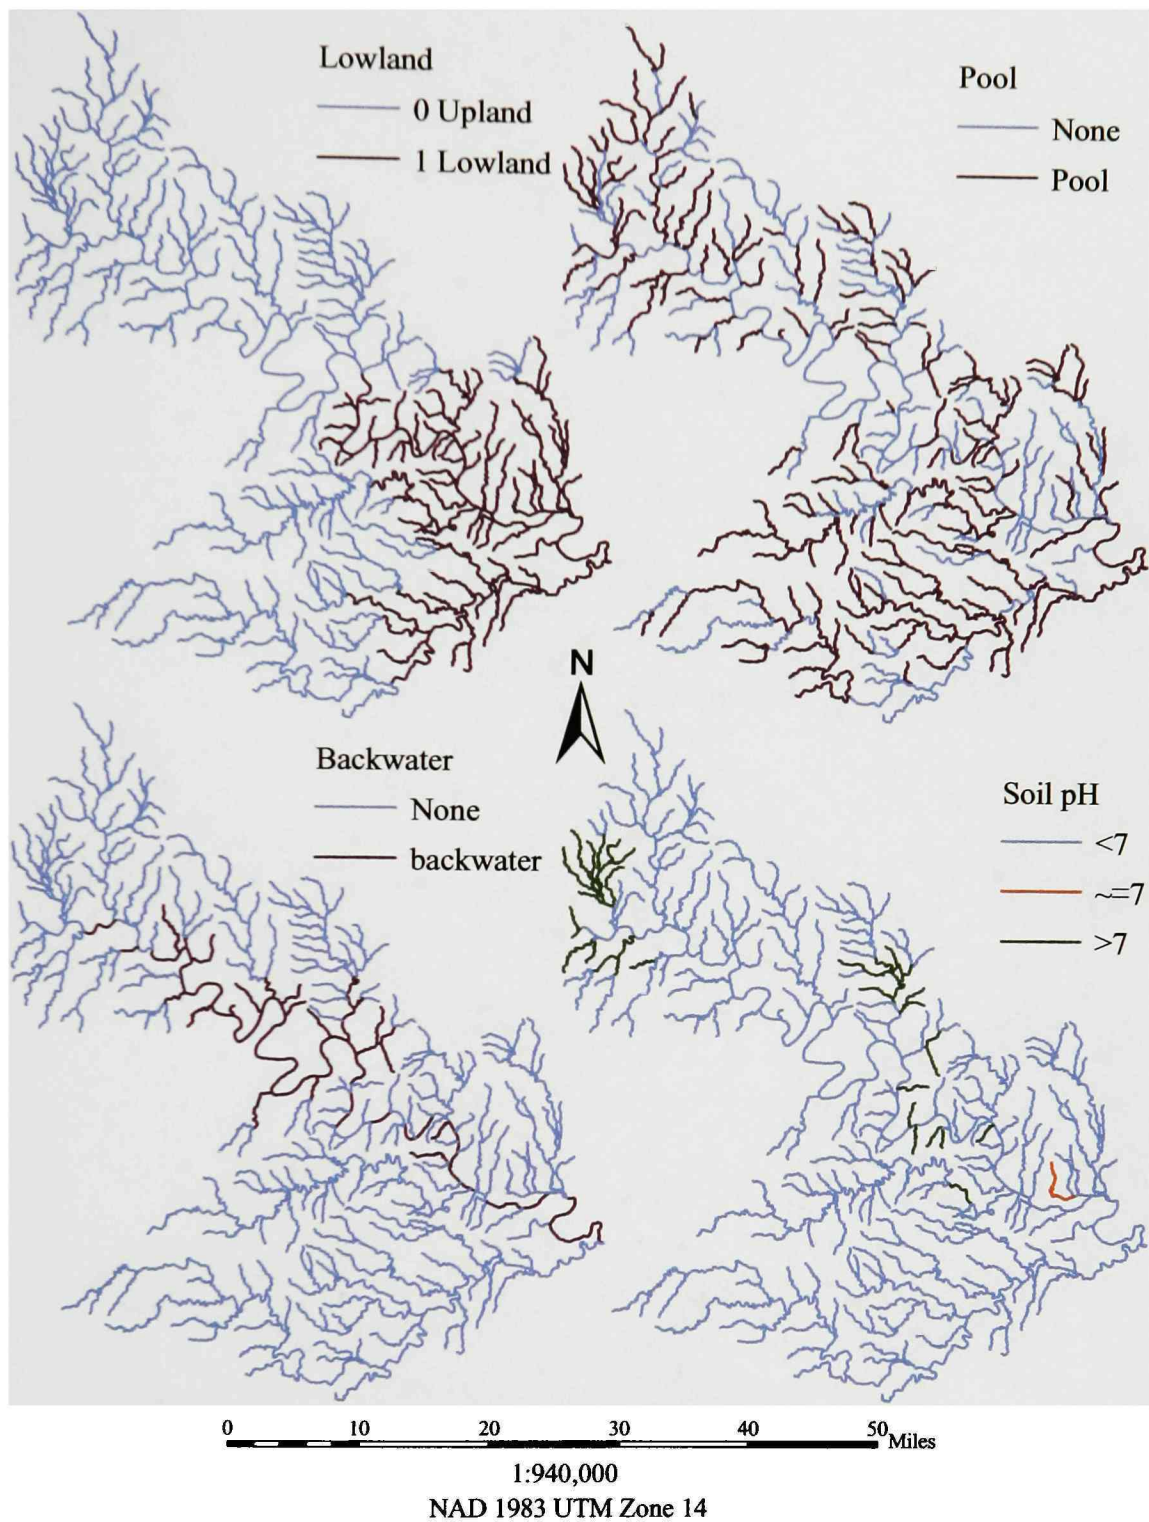 Lowland
0 Upland
1 Lowland
Pool
None
Pool
N
Backwater
None
backwater
Soil pH
<7
~=7
>7
0 10 20 30 40 50 Miles
1:940,000
NAD 1983 UTM Zone 14